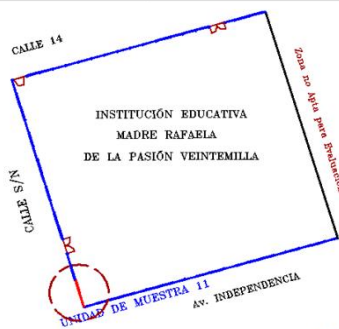 CALLE 14
Zona no Apta para Evaluación
INSTITUCIÓN EDUCATIVA
MADRE RAFAELA
DE LA PASIÓN VEINTEMILLA
CALLE S/N
UNIDAD DE MUESTRA 11
Av. INDEPENDENCIA